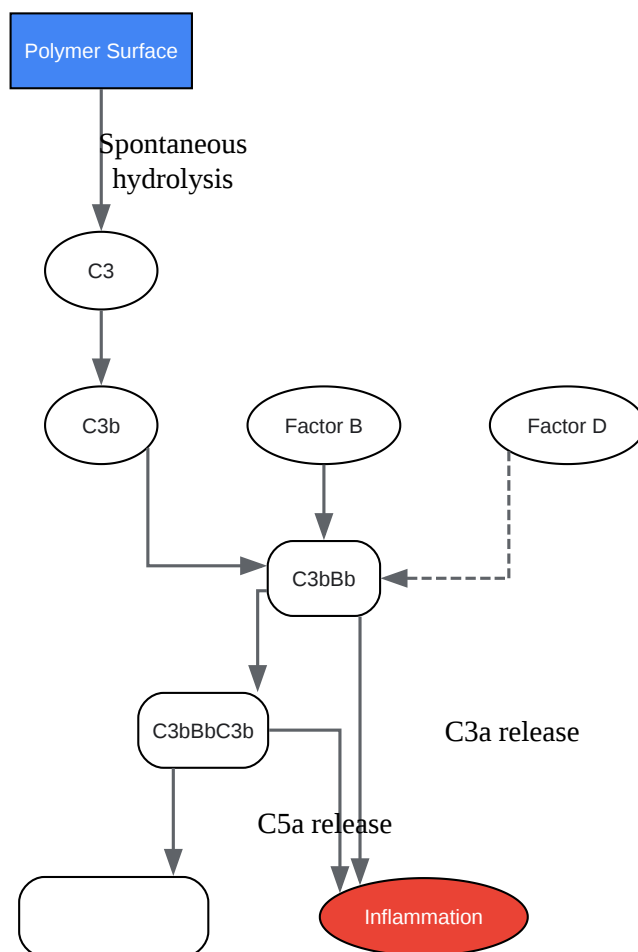 Polymer Surface
Spontaneous
hydrolysis
C3
C3b
Factor B
Factor D
C3bBb
C3bBbC3b
C3a release
C5a release
Inflammation